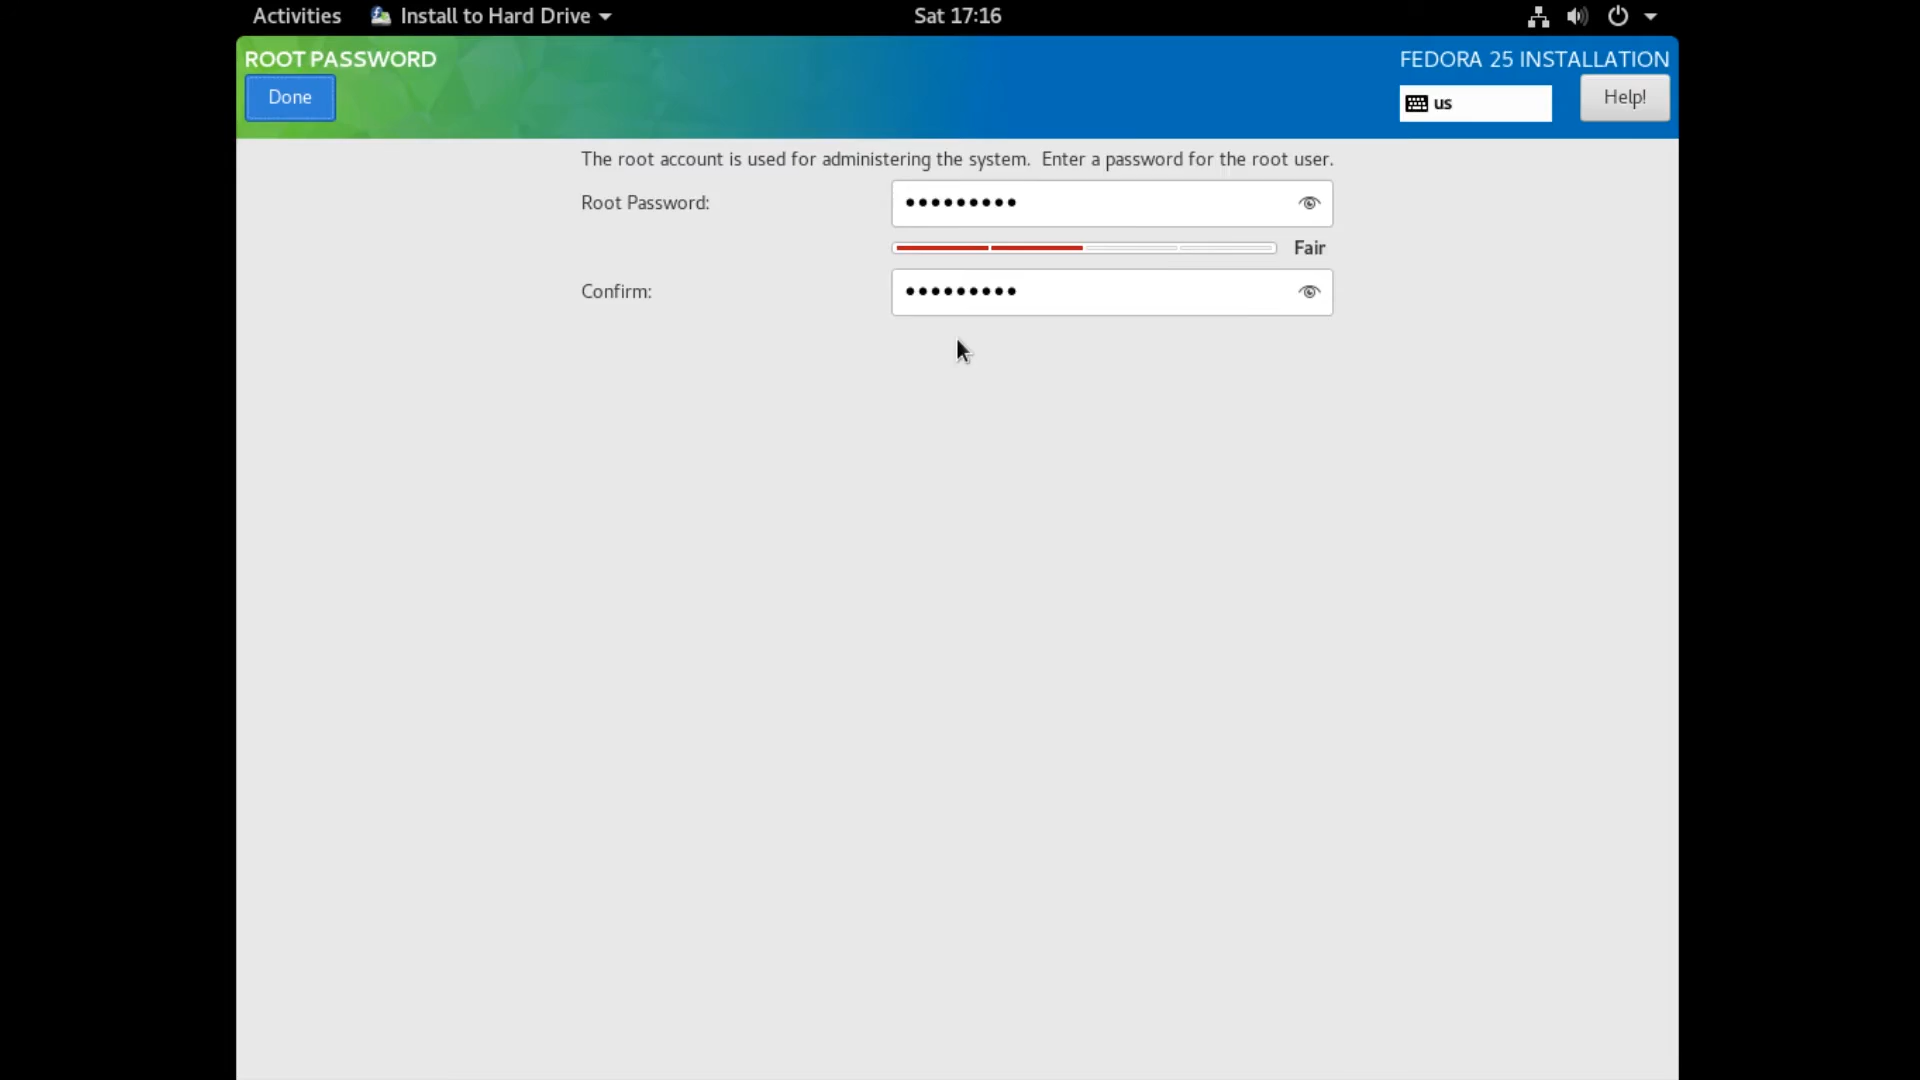 Activities Install to Hard Drive Sat 17:16
ROOT PASSWORD FEDORA 25 INSTALLATION
Done us Help!
The root account is used for administering the system. Enter a password for the root user.
Root Password: •••••••••
Fair
Confirm: •••••••••